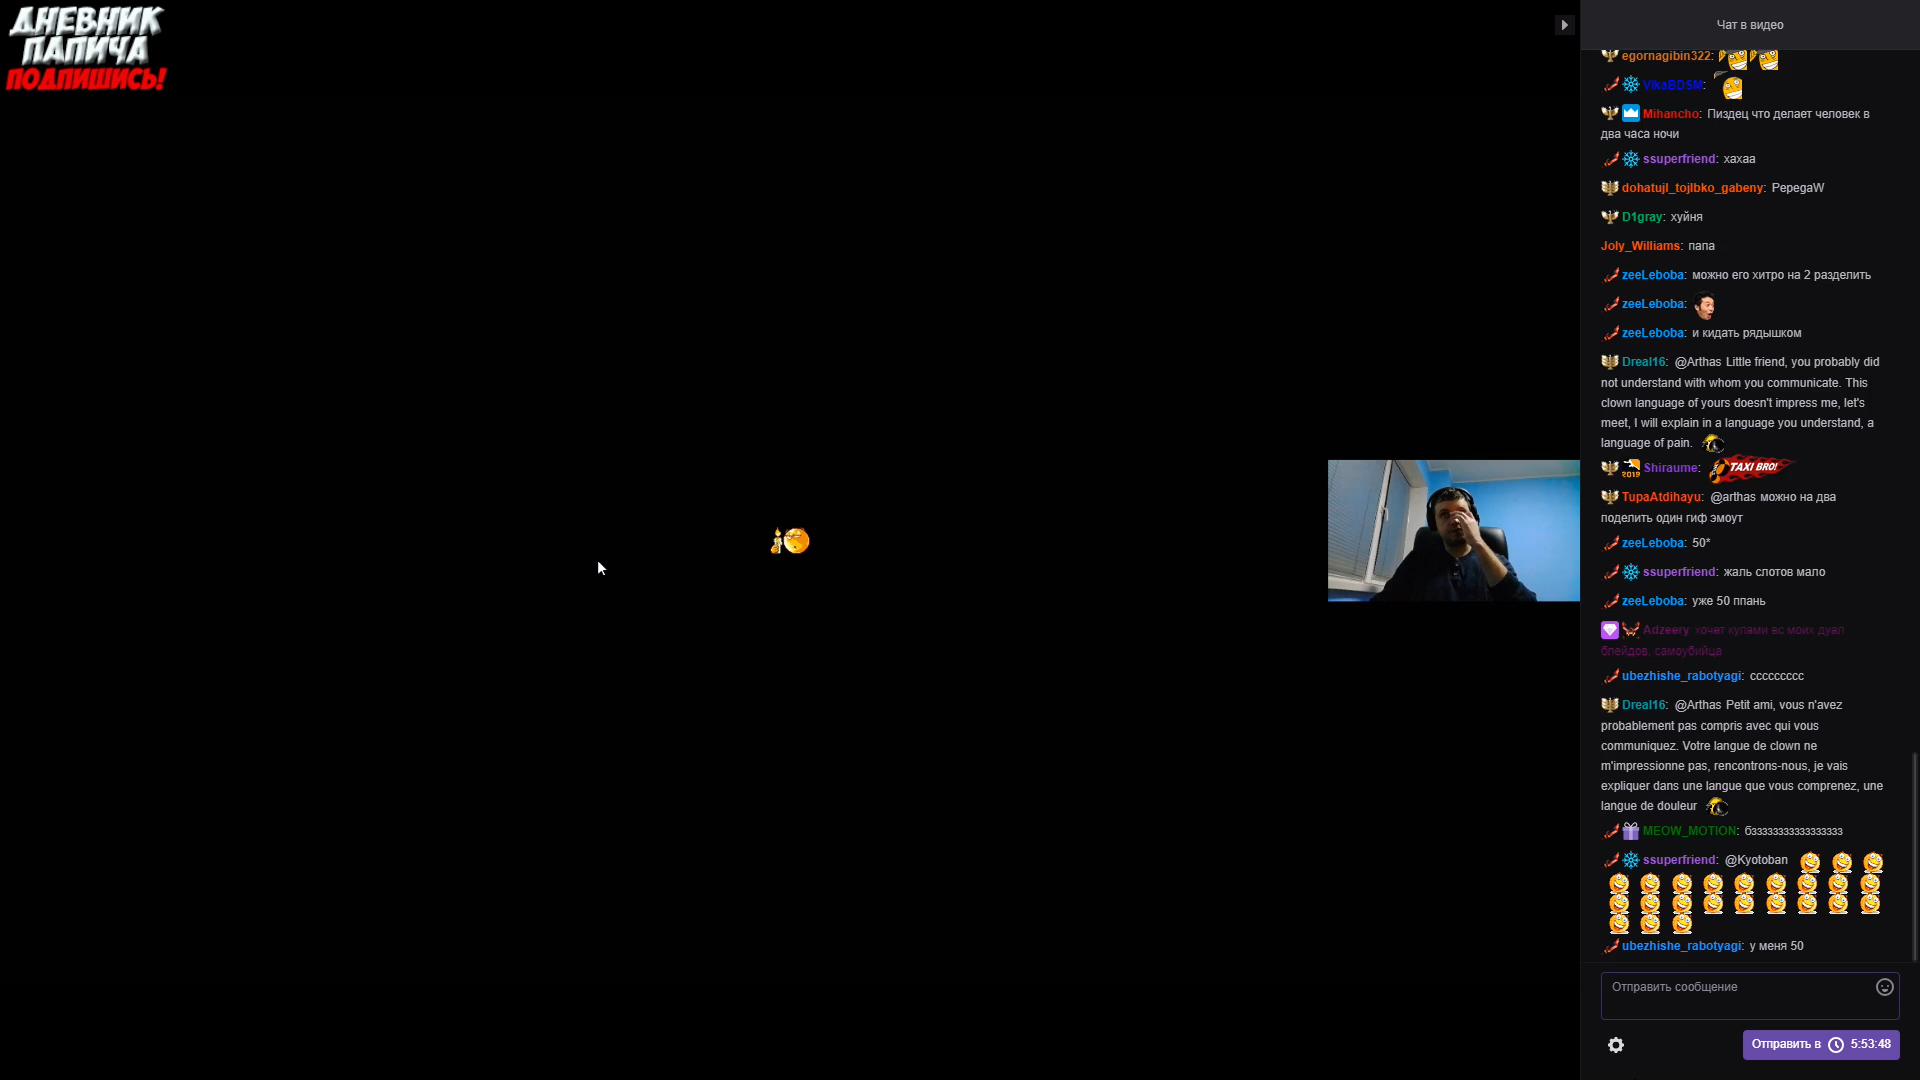 ДНЕВНИК
ПАПИЧА
ПОДПИШИСЬ!
Чат в видео
egornagibin322:
VikaBDSM:
Mihancho: Пиздец что делает человек в
два часа ночи
ssuperfriend: хахаа
dohatujl_tojlbko_gabeny: PepegaW
D1gray: хуйня
Joly_Williams: папа
zeeLeboba: можно его хитро на 2 разделить
zeeLeboba:
zeeLeboba: и кидать рядышком
Dreal16: @Arthas Little friend, you probably did
not understand with whom you communicate. This
clown language of yours doesn't impress me, let's
meet, I will explain in a language you understand, a
language of pain.
Shiraume: TAXI BRO!
TupaAtdihayu: @arthas можно на два
поделить один гиф эмоут
zeeLeboba: 50*
ssuperfriend: жаль слотов мало
zeeLeboba: уже 50 ппань
Adzeery хочет купами вс моих дуал
блейдов, самоубийца
ubezhishe_rabotyagi: ссссссссс
Dreal16: @Arthas Petit ami, vous n'avez
probablement pas compris avec qui vous
communiquez. Votre langue de clown ne
m'impressionne pas, rencontrons-nous, je vais
expliquer dans une langue que vous comprenez, une
langue de douleur
MEOW_MOTION: бзззззззззззззззззз
ssuperfriend: @Kyotoban
ubezhishe_rabotyagi: у меня 50
Отправить сообщение
Отправить в 5:53:48